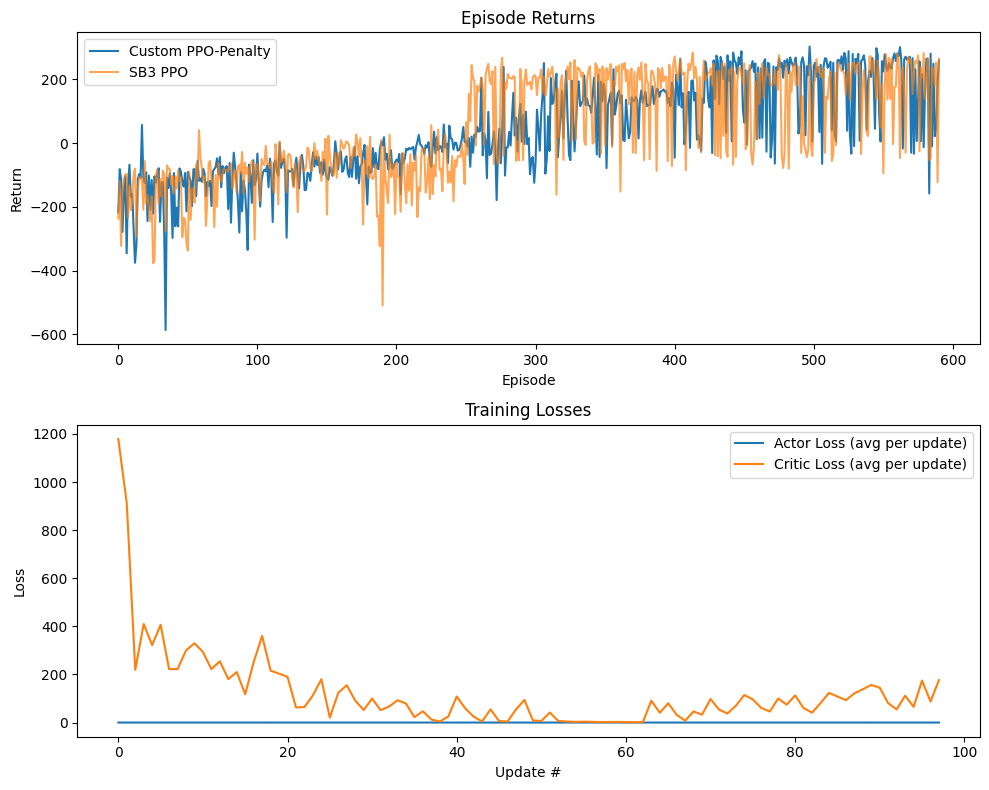 Episode Returns
Custom PPO-Penalty
SB3 PPO
200
0
−200
−400
−600
Return
0 100 200 300 400 500 600
Episode
Training Losses
Actor Loss (avg per update)
Critic Loss (avg per update)
1200
1000
800
600
400
200
0
Loss
0 20 40 60 80 100
Update #